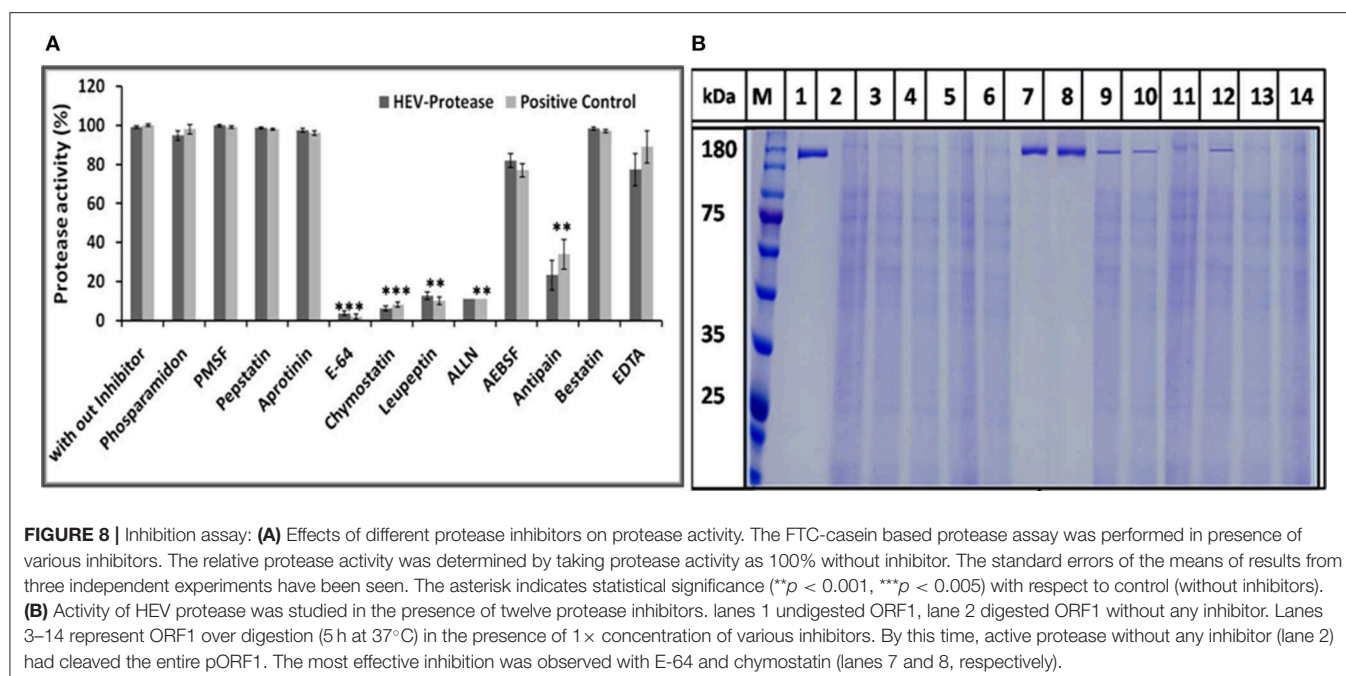 A
B
120
100
80
60
40
20
0
Protease activity (%)
HEV-Protease
Positive Control
***
***
**
**
**
with out Inhibitor
Phosparamidon
PMSF
Pepstatin
Aprotinin
E-64
Chymostatin
Leupeptin
ALLN
AEBSF
Antipain
Bestatin
EDTA
kDa M 1 2 3 4 5 6 7 8 9 10 11 12 13 14
180
75
35
25
FIGURE 8 | Inhibition assay: (A) Effects of different protease inhibitors on protease activity. The FTC-casein based protease assay was performed in presence of
various inhibitors. The relative protease activity was determined by taking protease activity as 100% without inhibitor. The standard errors of the means of results from
three independent experiments have been seen. The asterisk indicates statistical significance (**p < 0.001, ***p < 0.005) with respect to control (without inhibitors).
(B) Activity of HEV protease was studied in the presence of twelve protease inhibitors. lanes 1 undigested ORF1, lane 2 digested ORF1 without any inhibitor. Lanes
3–14 represent ORF1 over digestion (5 h at 37°C) in the presence of 1× concentration of various inhibitors. By this time, active protease without any inhibitor (lane 2)
had cleaved the entire pORF1. The most effective inhibition was observed with E-64 and chymostatin (lanes 7 and 8, respectively).